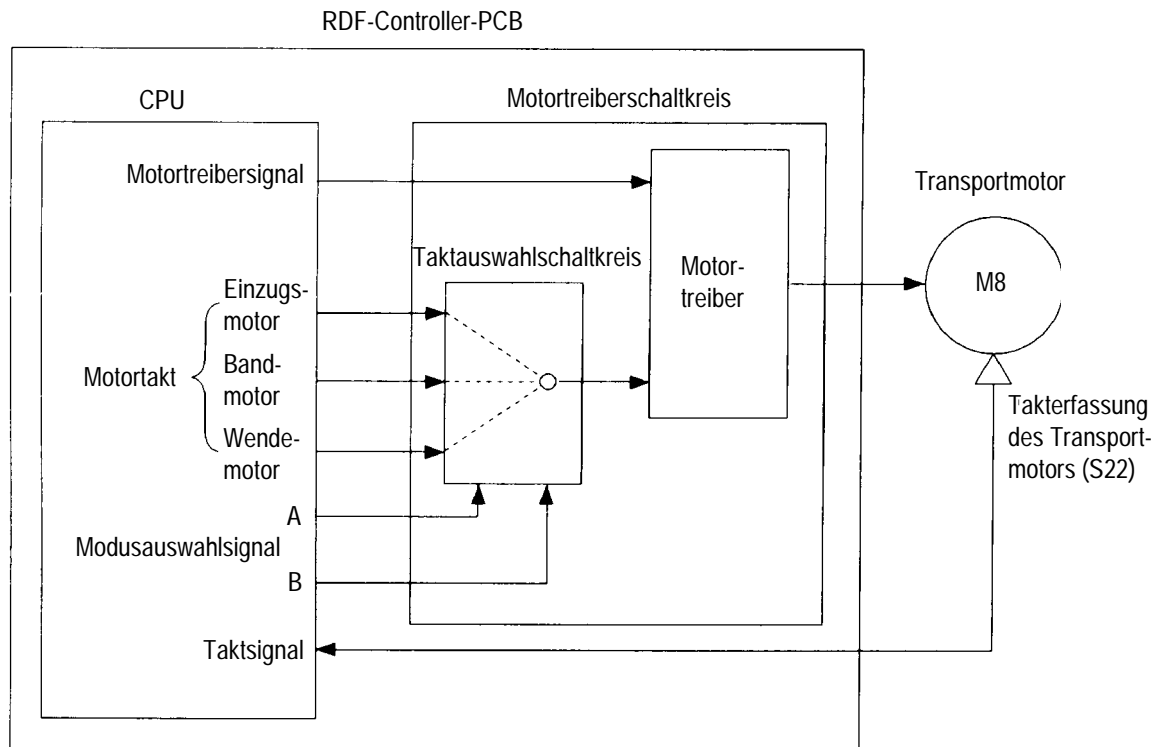 RDF-Controller-PCB
CPU
Motortreiberschaltkreis
Motortreibersignal
Transportmotor
Taktauswahlschaltkreis
Motor-
treiber
M8
Einzugs-
motor
Motortakt
Band-
motor
Wende-
motor
Takterfassung
des Transport-
motors (S22)
A
Modusauswahlsignal
B
Taktsignal